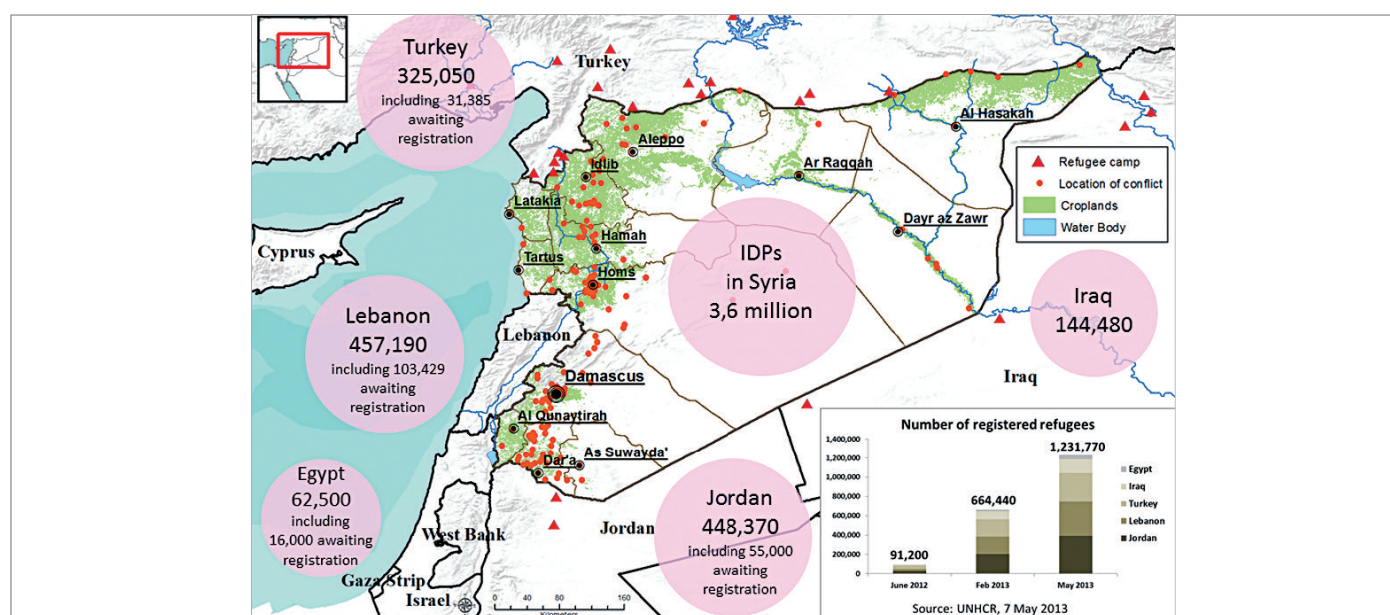 Turkey
325,050
including 31,385
awaiting
registration
Turkey
Al Hasakah
Aleppo
Idlib
Ar Raqqah
Refugee camp
Location of conflict
Croplands
Water Body
Latakia
Dayr az Zawr
Hamah
Cyprus
Tartus
Homs
IDPs
in Syria
3,6 million
Lebanon
457,190
including 103,429
awaiting
registration
Lebanon
Iraq
144,480
Iraq
Damascus
Al Qunaytirah
As Suwayda'
Dar'a
Egypt
62,500
including
16,000 awaiting
registration
West Bank
Gaza Strip
Israel
Jordan
Jordan
448,370
including 55,000
awaiting
registration
0 40 80 160
Kilometers
Number of registered refugees
1,400,000
1,200,000
1,000,000
800,000
600,000
400,000
200,000
0
91,200
664,440
1,231,770
June 2012
Feb 2013
May 2013
Egypt
Iraq
Turkey
Lebanon
Jordan
Source: UNHCR, 7 May 2013